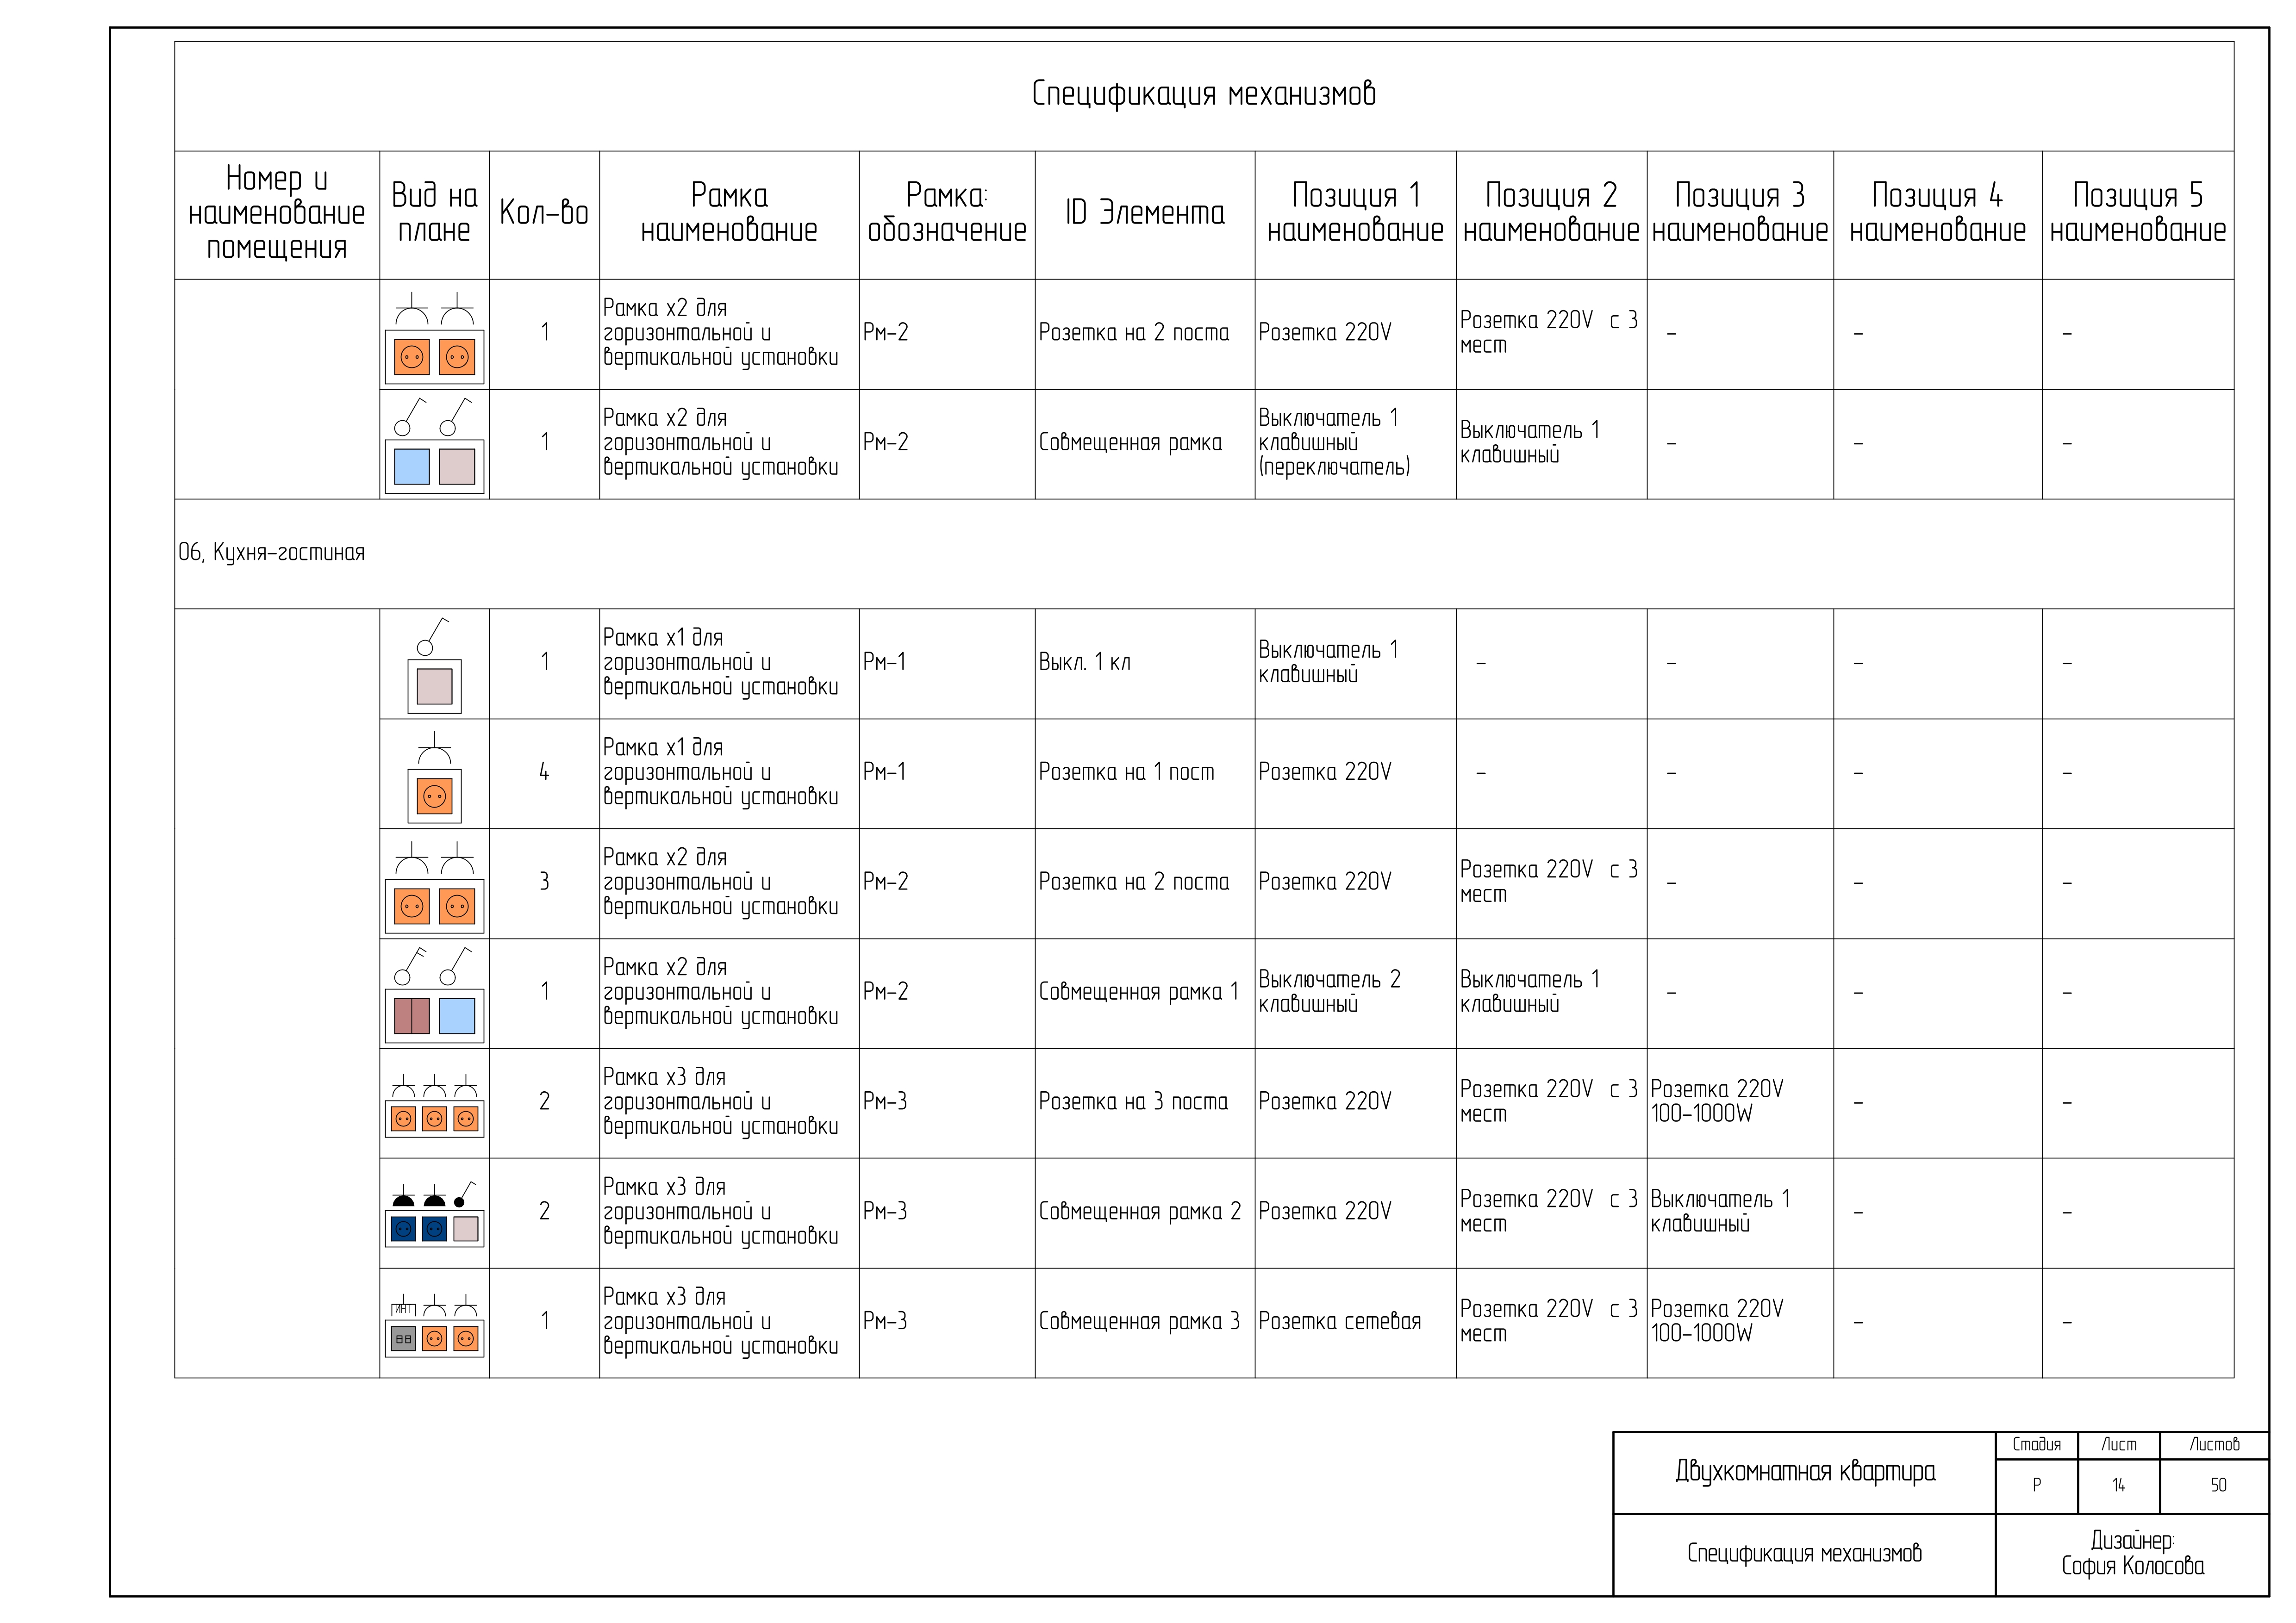 Спецификация механизмов
Номер и
наименование
помещения
Вид на
плане
Кол-во
Рамка
наименование
Рамка:
обозначение
ID Элемента
Позиция 1
наименование
Позиция 2
наименование
Позиция 3
наименование
Позиция 4
наименование
Позиция 5
наименование
1
Рамка х2 для
горизонтальной и
вертикальной установки
Рм-2
Розетка на 2 поста
Розетка 220V
Розетка 220V с 3
мест
-
-
-
1
Рамка х2 для
горизонтальной и
вертикальной установки
Рм-2
Совмещенная рамка
Выключатель 1
клавишный
(переключатель)
Выключатель 1
клавишный
-
-
-
06, Кухня-гостиная
1
Рамка х1 для
горизонтальной и
вертикальной установки
Рм-1
Выкл. 1 кл
Выключатель 1
клавишный
-
-
-
-
4
Рамка х1 для
горизонтальной и
вертикальной установки
Рм-1
Розетка на 1 пост
Розетка 220V
-
-
-
-
3
Рамка х2 для
горизонтальной и
вертикальной установки
Рм-2
Розетка на 2 поста
Розетка 220V
Розетка 220V с 3
мест
-
-
-
1
Рамка х2 для
горизонтальной и
вертикальной установки
Рм-2
Совмещенная рамка 1
Выключатель 2
клавишный
Выключатель 1
клавишный
-
-
-
2
Рамка х3 для
горизонтальной и
вертикальной установки
Рм-3
Розетка на 3 поста
Розетка 220V
Розетка 220V с 3
мест
Розетка 220V
100-1000W
-
-
2
Рамка х3 для
горизонтальной и
вертикальной установки
Рм-3
Совмещенная рамка 2
Розетка 220V
Розетка 220V с 3
мест
Выключатель 1
клавишный
-
-
ИНТ
1
Рамка х3 для
горизонтальной и
вертикальной установки
Рм-3
Совмещенная рамка 3
Розетка сетевая
Розетка 220V с 3
мест
Розетка 220V
100-1000W
-
-
Двухкомнатная квартира
Стадия
Лист
Листов
Р
14
50
Спецификация механизмов
Дизайнер:
София Колосова